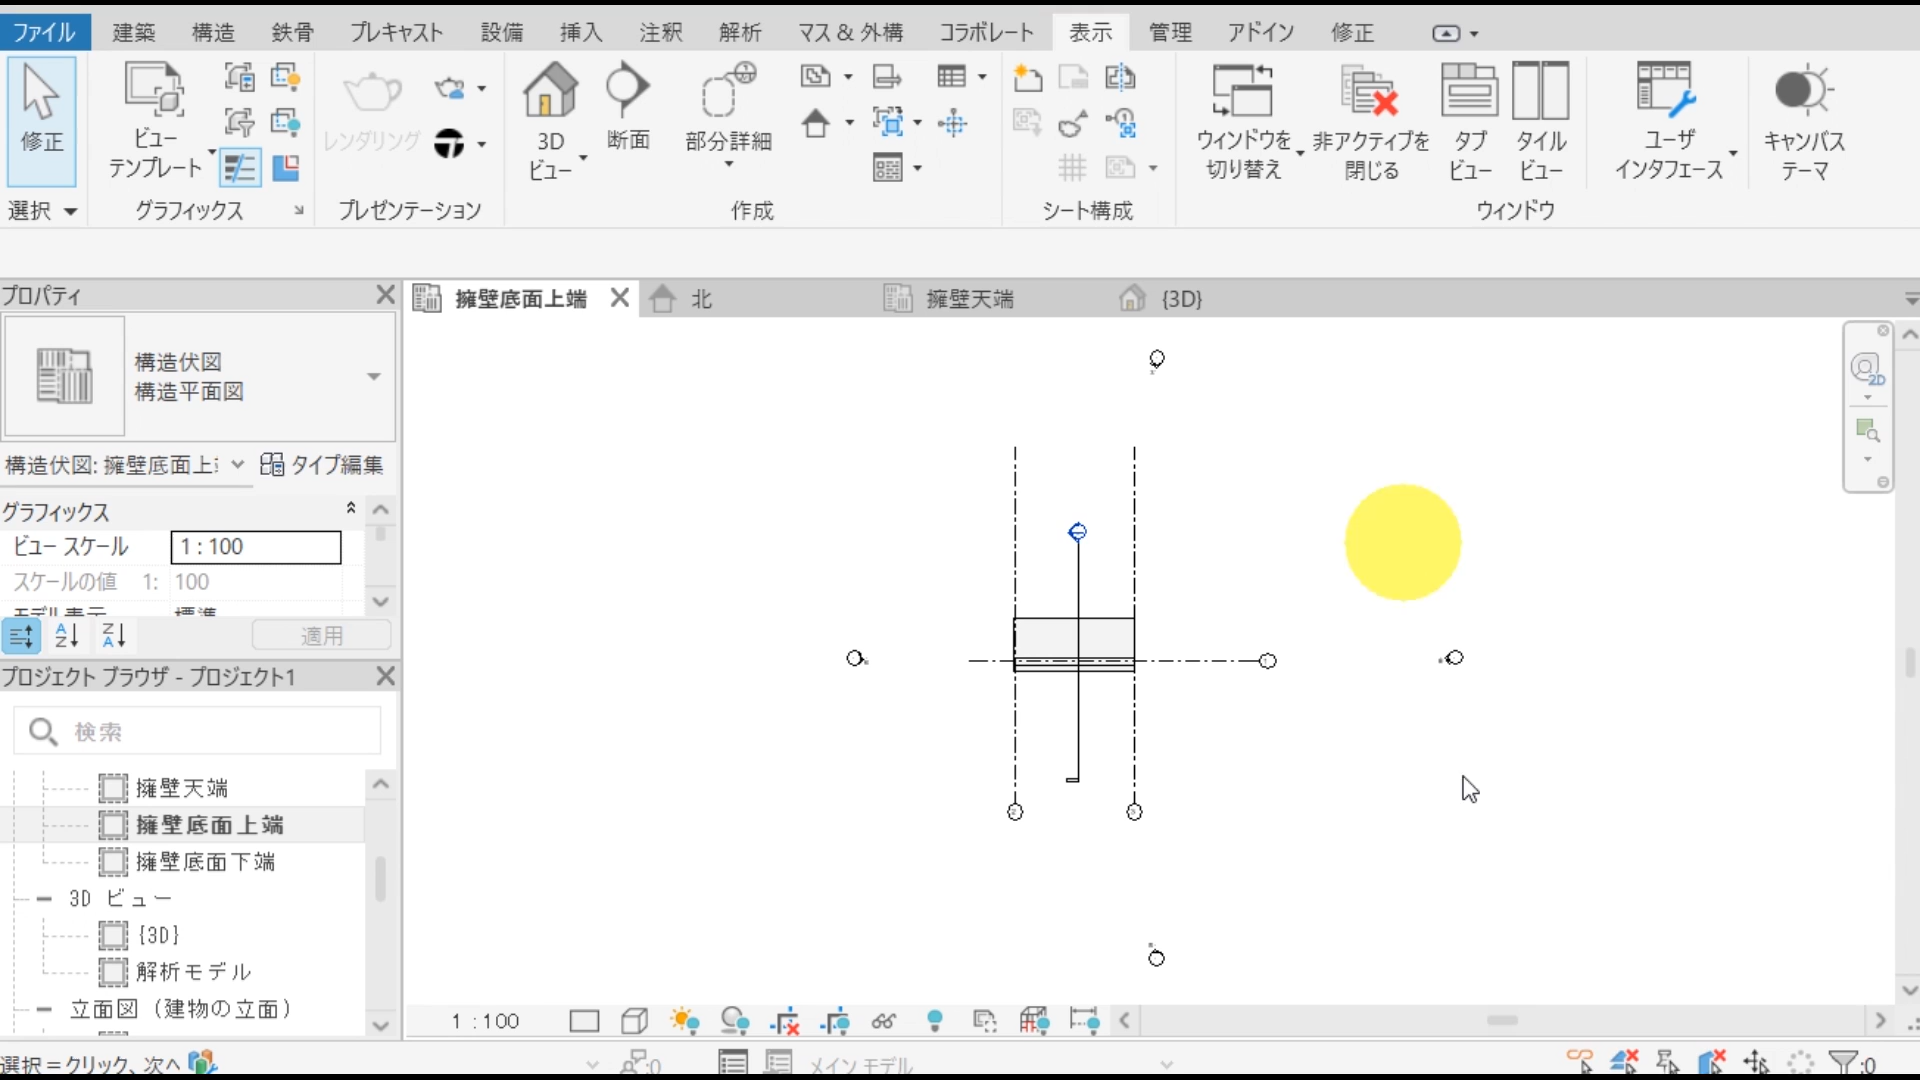 ファイル 建築 構造 鉄骨 プレキャスト 設備 挿入 注釈 解析 マス & 外構 コラボレート 表示 管理 アドイン 修正
修正
ビュー
テンプレート
レンダリング
3D
ビュー
断面
部分詳細
ウィンドウを
切り替え
非アクティブを
閉じる
タブ
ビュー
タイル
ビュー
ユーザ
インタフェース
キャンバス
テーマ
選択 グラフィックス プレゼンテーション 作成 シート構成 ウィンドウ
プロパティ
擁壁底面上端 北 擁壁天端 {3D}
構造伏図
構造平面図
構造伏図: 擁壁底面上 タイプ編集
グラフィックス
ビュー スケール 1 : 100
スケールの値 1: 100
モデル表示 標準
適用
プロジェクト ブラウザ - プロジェクト1
検索
擁壁天端
擁壁底面上端
擁壁底面下端
3D ビュー
{3D}
解析モデル
立面図 (建物の立面)
2D
1 : 100
選択 = クリック、次へ :0 メイン モデル :0